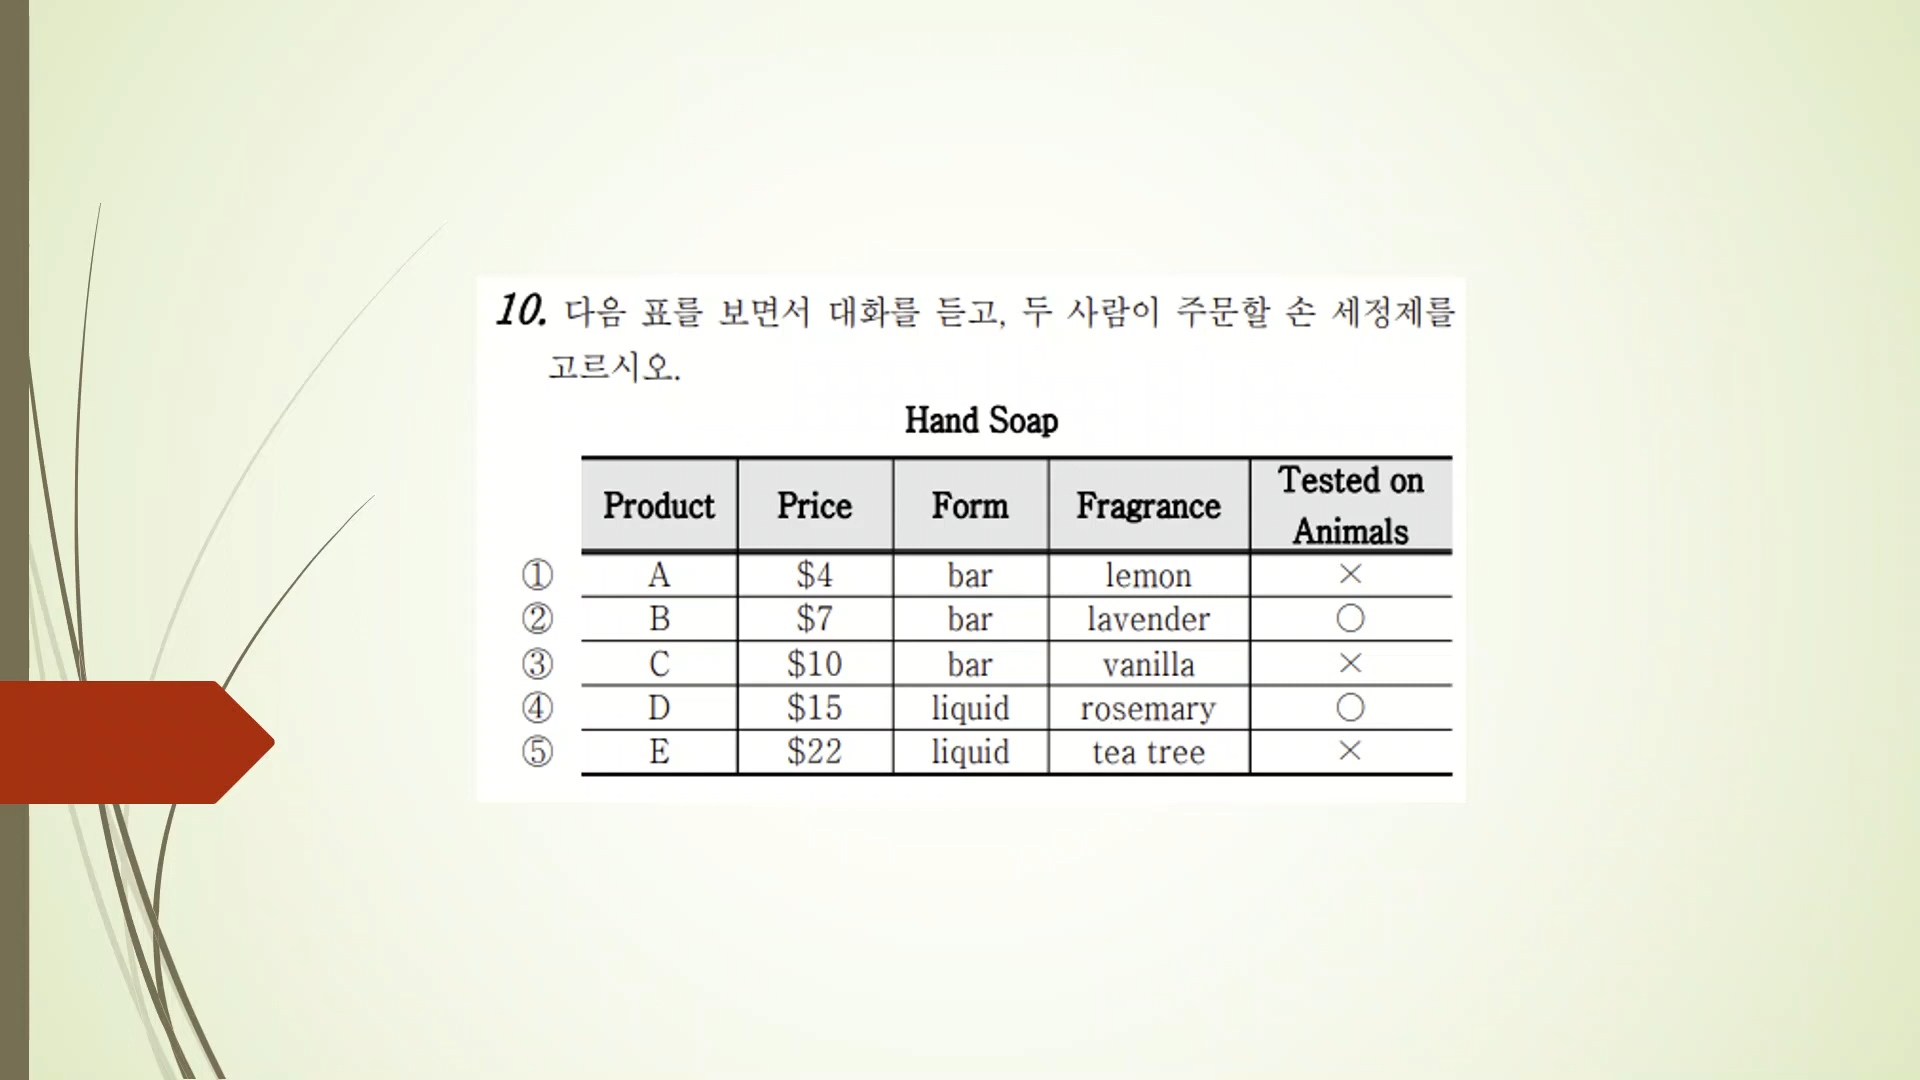 10. 다음 표를 보면서 대화를 듣고, 두 사람이 주문할 손 세정제를
고르시오.
Hand Soap
Product Price Form Fragrance Tested on Animals
① A $4 bar lemon ×
② B $7 bar lavender ○
③ C $10 bar vanilla ×
④ D $15 liquid rosemary ○
⑤ E $22 liquid tea tree ×